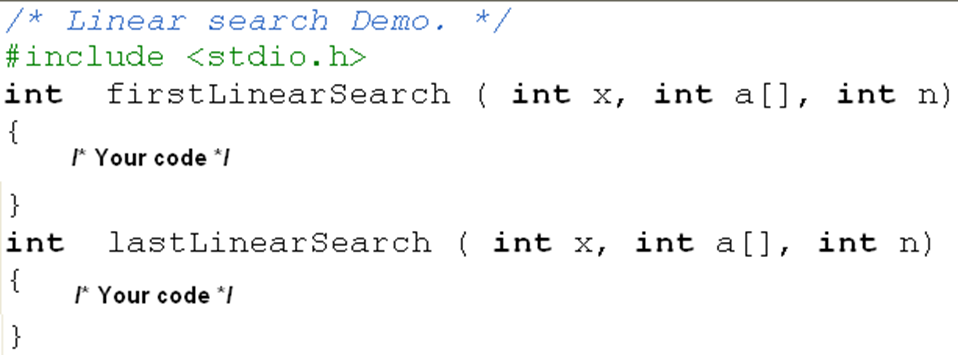 /* Linear search Demo. */
#include <stdio.h>
int firstLinearSearch ( int x, int a[], int n)
{
/* Your code */
}
int lastLinearSearch ( int x, int a[], int n)
{
/* Your code */
}